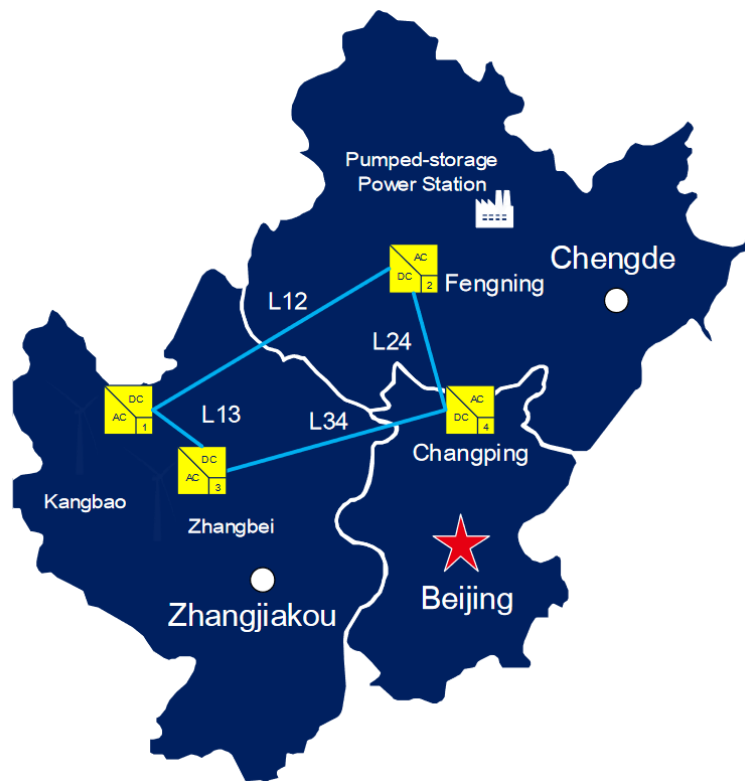 Pumped-storage
Power Station
Chengde
AC
DC
2
Fengning
L12
L24
DC
AC
1
L13
L34
AC
DC
4
Changping
DC
AC
3
Kangbao
Zhangbei
Beijing
Zhangjiakou